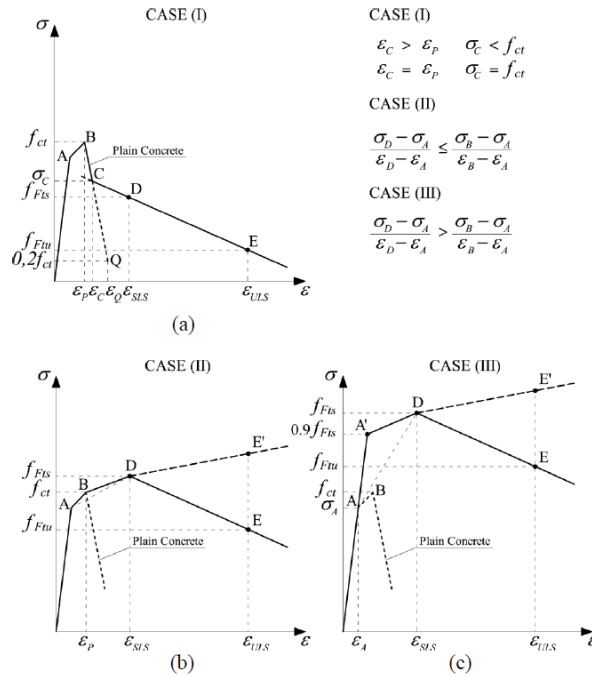 CASE (I)
σ
f_ct
A
B
Plain Concrete
σ_C
C
D
f_Fts
f_Ftu
E
0,2f_ct
Q
ε_P ε_C ε_Q ε_SLS ε_ULS ε
(a)
CASE (I)
ε_C > ε_P σ_C < f_ct
ε_C = ε_P σ_C = f_ct
CASE (II)
(σ_D − σ_A)/(ε_D − ε_A) ≤ (σ_B − σ_A)/(ε_B − ε_A)
CASE (III)
(σ_D − σ_A)/(ε_D − ε_A) > (σ_B − σ_A)/(ε_B − ε_A)
CASE (II)
σ
E'
D
f_Fts
f_ct
B
A
f_Ftu
E
Plain Concrete
ε_P ε_SLS ε_ULS ε
(b)
CASE (III)
σ
E'
f_Fts
D
0.9 f_Fts
A'
f_Ftu
E
f_ct
B
σ_A
A
Plain Concrete
ε_A ε_SLS ε_ULS ε
(c)